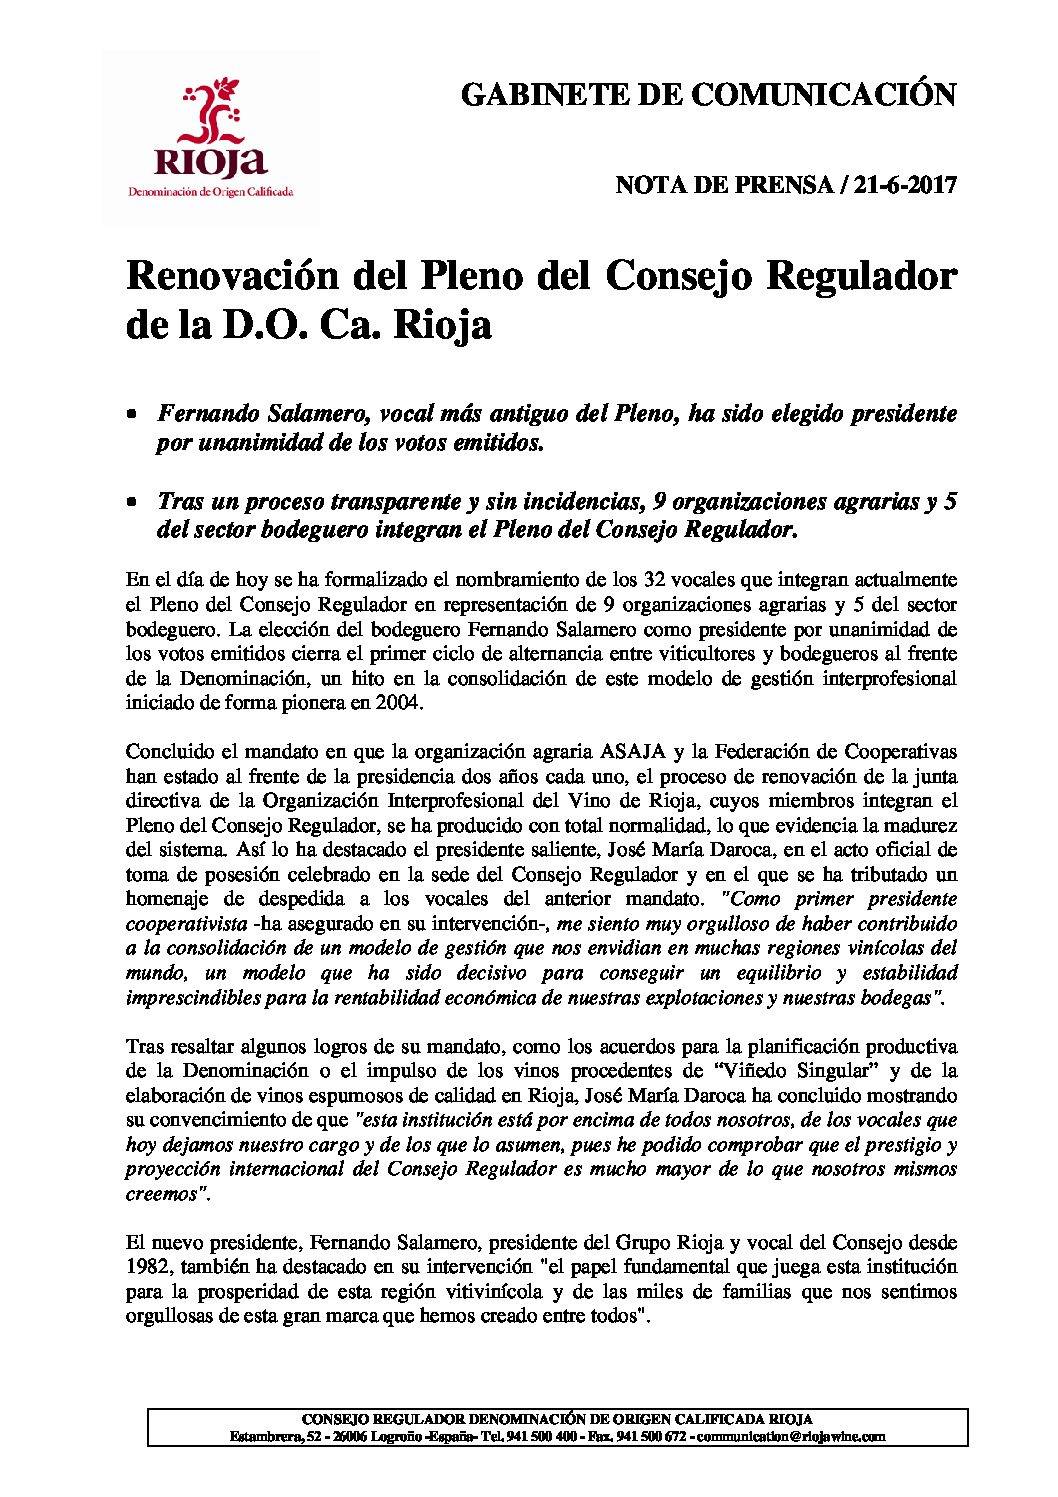 RIOJa
Denominación de Origen Calificada
GABINETE DE COMUNICACIÓN
NOTA DE PRENSA / 21-6-2017
Renovación del Pleno del Consejo Regulador
de la D.O. Ca. Rioja
• Fernando Salamero, vocal más antiguo del Pleno, ha sido elegido presidente
por unanimidad de los votos emitidos.
• Tras un proceso transparente y sin incidencias, 9 organizaciones agrarias y 5
del sector bodeguero integran el Pleno del Consejo Regulador.
En el día de hoy se ha formalizado el nombramiento de los 32 vocales que integran actualmente
el Pleno del Consejo Regulador en representación de 9 organizaciones agrarias y 5 del sector
bodeguero. La elección del bodeguero Fernando Salamero como presidente por unanimidad de
los votos emitidos cierra el primer ciclo de alternancia entre viticultores y bodegueros al frente
de la Denominación, un hito en la consolidación de este modelo de gestión interprofesional
iniciado de forma pionera en 2004.
Concluido el mandato en que la organización agraria ASAJA y la Federación de Cooperativas
han estado al frente de la presidencia dos años cada uno, el proceso de renovación de la junta
directiva de la Organización Interprofesional del Vino de Rioja, cuyos miembros integran el
Pleno del Consejo Regulador, se ha producido con total normalidad, lo que evidencia la madurez
del sistema. Así lo ha destacado el presidente saliente, José María Daroca, en el acto oficial de
toma de posesión celebrado en la sede del Consejo Regulador y en el que se ha tributado un
homenaje de despedida a los vocales del anterior mandato. "Como primer presidente
cooperativista -ha asegurado en su intervención-, me siento muy orgulloso de haber contribuido
a la consolidación de un modelo de gestión que nos envidian en muchas regiones vinícolas del
mundo, un modelo que ha sido decisivo para conseguir un equilibrio y estabilidad
imprescindibles para la rentabilidad económica de nuestras explotaciones y nuestras bodegas".
Tras resaltar algunos logros de su mandato, como los acuerdos para la planificación productiva
de la Denominación o el impulso de los vinos procedentes de “Viñedo Singular” y de la
elaboración de vinos espumosos de calidad en Rioja, José María Daroca ha concluido mostrando
su convencimiento de que "esta institución está por encima de todos nosotros, de los vocales que
hoy dejamos nuestro cargo y de los que lo asumen, pues he podido comprobar que el prestigio y
proyección internacional del Consejo Regulador es mucho mayor de lo que nosotros mismos
creemos".
El nuevo presidente, Fernando Salamero, presidente del Grupo Rioja y vocal del Consejo desde
1982, también ha destacado en su intervención "el papel fundamental que juega esta institución
para la prosperidad de esta región vitivinícola y de las miles de familias que nos sentimos
orgullosas de esta gran marca que hemos creado entre todos".
CONSEJO REGULADOR DENOMINACIÓN DE ORIGEN CALIFICADA RIOJA
Estambrera, 52 - 26006 Logroño -España- Tel. 941 500 400 - Fax. 941 500 672 - communication@riojawine.com